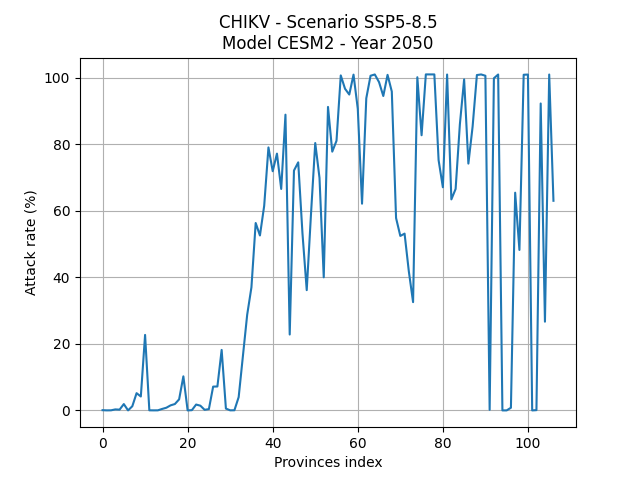 CHIKV - Scenario SSP5-8.5
Model CESM2 - Year 2050
100
80
60
40
20
0
Attack rate (%)
0 20 40 60 80 100
Provinces index